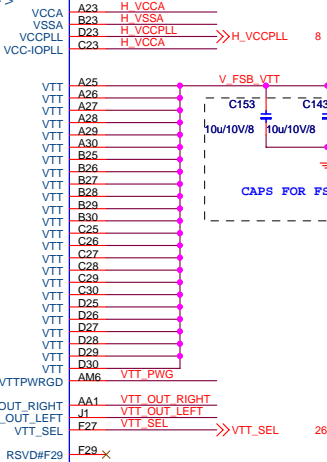 VCCA A23 H_VCCA
VSSA B23 H_VSSA
VCCPLL D23 H_VCCPLL H_VCCPLL 8
VCC-IOPLL C23 H_VCCA
VTT A25 V_FSB_VTT
VTT A26
VTT A27 C153 C143
VTT A28
VTT A29 10u/10V/8 10u/10V/8
VTT A30
VTT B25
VTT B26
VTT B27
VTT B28 CAPS FOR FS
VTT B29
VTT B30
VTT C25
VTT C26
VTT C27
VTT C28
VTT C29
VTT C30
VTT D25
VTT D26
VTT D27
VTT D28
VTT D29
VTT D30
VTTPWRGD AM6 VTT_PWG
OUT_RIGHT AA1 VTT_OUT_RIGHT
_OUT_LEFT J1 VTT_OUT_LEFT
VTT_SEL F27 VTT_SEL VTT_SEL 26
RSVD#F29 F29